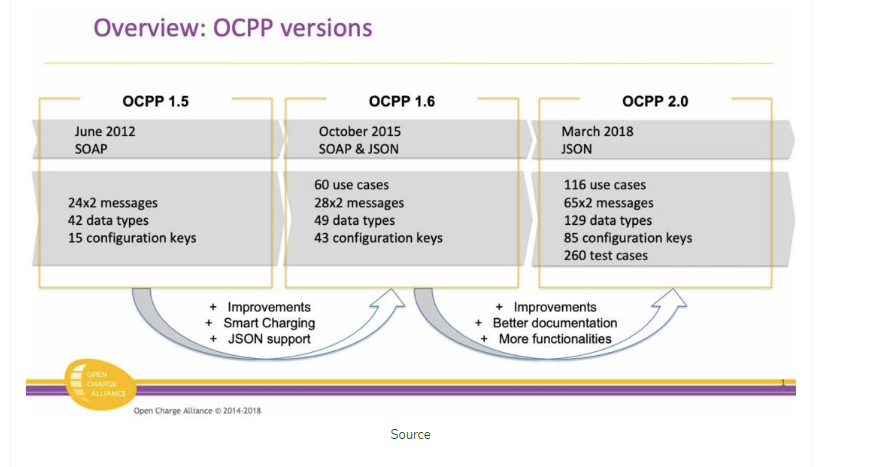 Overview: OCPP versions
OCPP 1.5
June 2012
SOAP
24x2 messages
42 data types
15 configuration keys
OCPP 1.6
October 2015
SOAP & JSON
60 use cases
28x2 messages
49 data types
43 configuration keys
OCPP 2.0
March 2018
JSON
116 use cases
65x2 messages
129 data types
85 configuration keys
260 test cases
+ Improvements
+ Smart Charging
+ JSON support
+ Improvements
+ Better documentation
+ More functionalities
OPEN
CHARGE
ALLIANCE
1
Open Charge Alliance © 2014-2018
Source